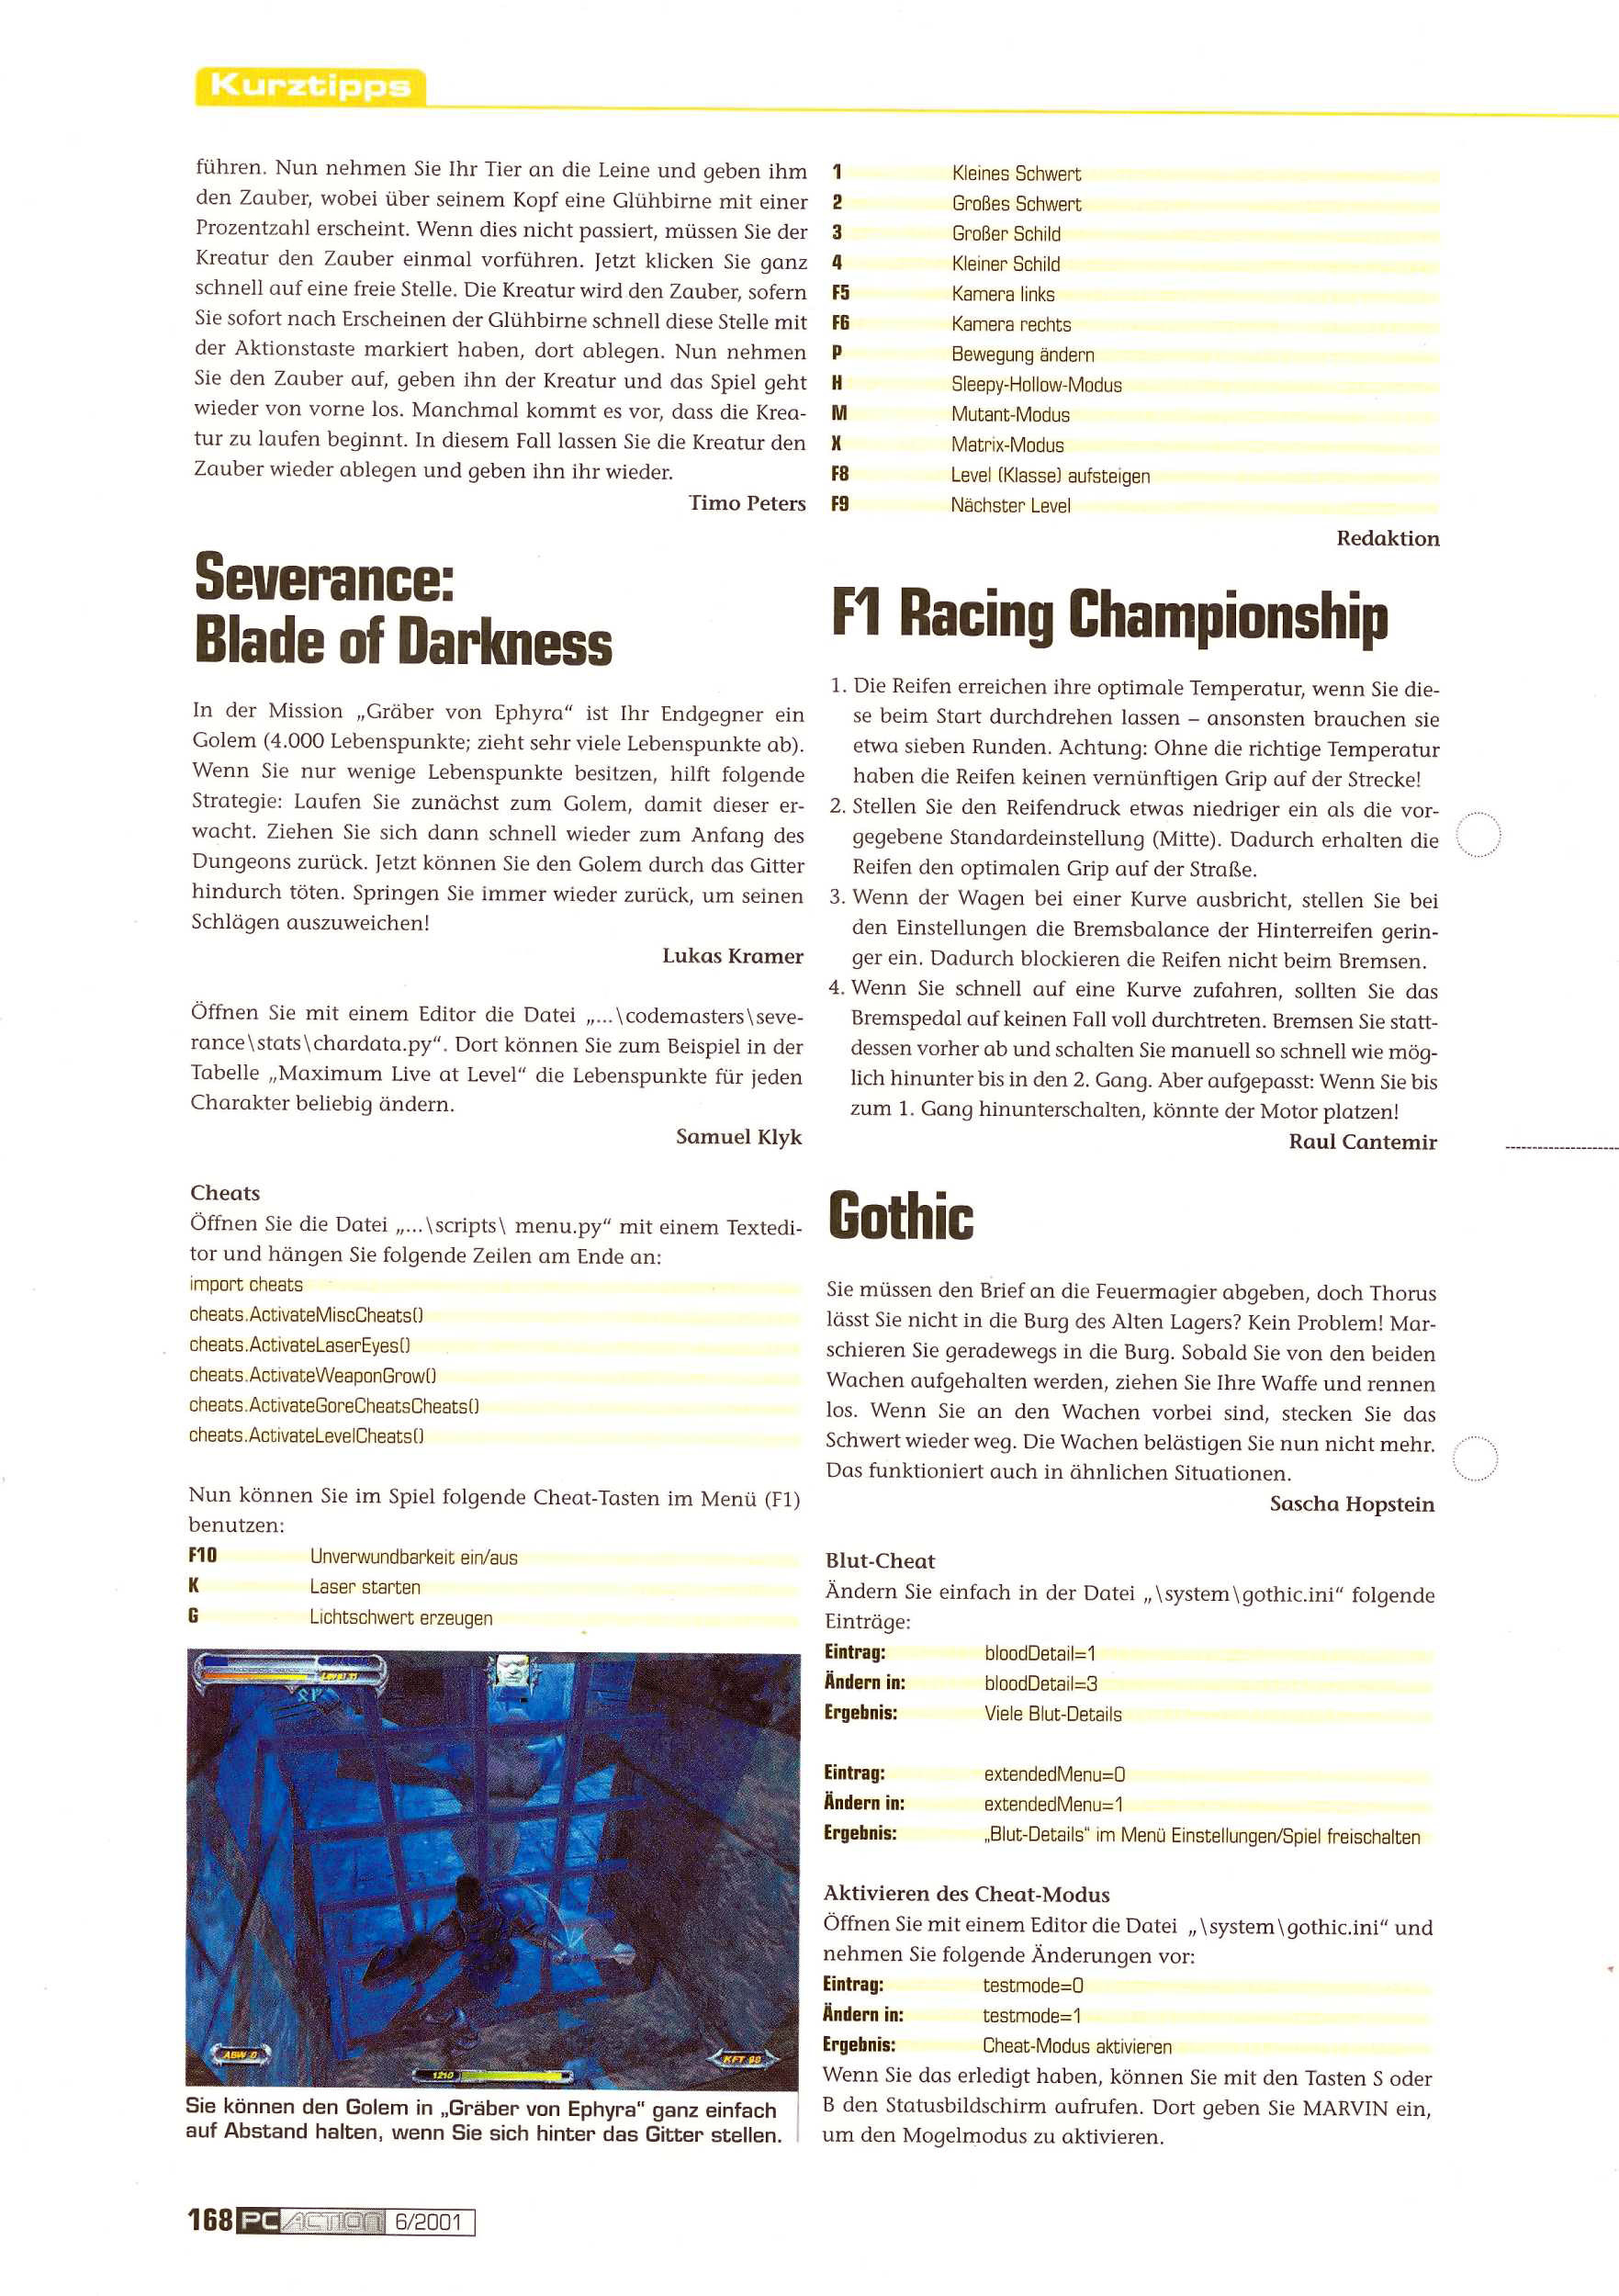 Kurztipps
führen. Nun nehmen Sie Ihr Tier an die Leine und geben ihm
den Zauber, wobei über seinem Kopf eine Glühbirne mit einer
Prozentzahl erscheint. Wenn dies nicht passiert, müssen Sie der
Kreatur den Zauber einmal vorführen. Jetzt klicken Sie ganz
schnell auf eine freie Stelle. Die Kreatur wird den Zauber, sofern
Sie sofort nach Erscheinen der Glühbirne schnell diese Stelle mit
der Aktionstaste markiert haben, dort ablegen. Nun nehmen
Sie den Zauber auf, geben ihn der Kreatur und das Spiel geht
wieder von vorne los. Manchmal kommt es vor, dass die Krea-
tur zu laufen beginnt. In diesem Fall lassen Sie die Kreatur den
Zauber wieder ablegen und geben ihn ihr wieder.
Timo Peters
Severance:
Blade of Darkness
In der Mission „Gräber von Ephyra“ ist Ihr Endgegner ein
Golem (4.000 Lebenspunkte; zieht sehr viele Lebenspunkte ab).
Wenn Sie nur wenige Lebenspunkte besitzen, hilft folgende
Strategie: Laufen Sie zunächst zum Golem, damit dieser er-
wacht. Ziehen Sie sich dann schnell wieder zum Anfang des
Dungeons zurück. Jetzt können Sie den Golem durch das Gitter
hindurch töten. Springen Sie immer wieder zurück, um seinen
Schlägen auszuweichen!
Lukas Kramer
Öffnen Sie mit einem Editor die Datei „...\codemasters\seve-
rance\stats\chardata.py“. Dort können Sie zum Beispiel in der
Tabelle „Maximum Live at Level“ die Lebenspunkte für jeden
Charakter beliebig ändern.
Samuel Klyk
Cheats
Öffnen Sie die Datei „...\scripts\ menu.py“ mit einem Textedi-
tor und hängen Sie folgende Zeilen am Ende an:
import cheats
cheats.ActivateMiscCheats()
cheats.ActivateLaserEyes()
cheats.ActivateWeaponGrow()
cheats.ActivateGoreCheatsCheats()
cheats.ActivateLevelCheats()
Nun können Sie im Spiel folgende Cheat-Tasten im Menü (F1)
benutzen:
F10 Unverwundbarkeit ein/aus
K Laser starten
G Lichtschwert erzeugen
Level 11
ABW 0
1210
KFT 98
Sie können den Golem in „Gräber von Ephyra“ ganz einfach
auf Abstand halten, wenn Sie sich hinter das Gitter stellen.
1 Kleines Schwert
2 Großes Schwert
3 Großer Schild
4 Kleiner Schild
F5 Kamera links
F6 Kamera rechts
P Bewegung ändern
H Sleepy-Hollow-Modus
M Mutant-Modus
X Matrix-Modus
F8 Level (Klasse) aufsteigen
F9 Nächster Level
Redaktion
F1 Racing Championship
1. Die Reifen erreichen ihre optimale Temperatur, wenn Sie die-
se beim Start durchdrehen lassen – ansonsten brauchen sie
etwa sieben Runden. Achtung: Ohne die richtige Temperatur
haben die Reifen keinen vernünftigen Grip auf der Strecke!
2. Stellen Sie den Reifendruck etwas niedriger ein als die vor-
gegebene Standardeinstellung (Mitte). Dadurch erhalten die
Reifen den optimalen Grip auf der Straße.
3. Wenn der Wagen bei einer Kurve ausbricht, stellen Sie bei
den Einstellungen die Bremsbalance der Hinterreifen gerin-
ger ein. Dadurch blockieren die Reifen nicht beim Bremsen.
4. Wenn Sie schnell auf eine Kurve zufahren, sollten Sie das
Bremspedal auf keinen Fall voll durchtreten. Bremsen Sie statt-
dessen vorher ab und schalten Sie manuell so schnell wie mög-
lich hinunter bis in den 2. Gang. Aber aufgepasst: Wenn Sie bis
zum 1. Gang hinunterschalten, könnte der Motor platzen!
Raul Cantemir
Gothic
Sie müssen den Brief an die Feuermagier abgeben, doch Thorus
lässt Sie nicht in die Burg des Alten Lagers? Kein Problem! Mar-
schieren Sie geradewegs in die Burg. Sobald Sie von den beiden
Wachen aufgehalten werden, ziehen Sie Ihre Waffe und rennen
los. Wenn Sie an den Wachen vorbei sind, stecken Sie das
Schwert wieder weg. Die Wachen belästigen Sie nun nicht mehr.
Das funktioniert auch in ähnlichen Situationen.
Sascha Hopstein
Blut-Cheat
Ändern Sie einfach in der Datei „\system\gothic.ini“ folgende
Einträge:
Eintrag: bloodDetail=1
Ändern in: bloodDetail=3
Ergebnis: Viele Blut-Details
Eintrag: extendedMenu=0
Ändern in: extendedMenu=1
Ergebnis: „Blut-Details“ im Menü Einstellungen/Spiel freischalten
Aktivieren des Cheat-Modus
Öffnen Sie mit einem Editor die Datei „\system\gothic.ini“ und
nehmen Sie folgende Änderungen vor:
Eintrag: testmode=0
Ändern in: testmode=1
Ergebnis: Cheat-Modus aktivieren
Wenn Sie das erledigt haben, können Sie mit den Tasten S oder
B den Statusbildschirm aufrufen. Dort geben Sie MARVIN ein,
um den Mogelmodus zu aktivieren.
168 PC ACTION 6/2001